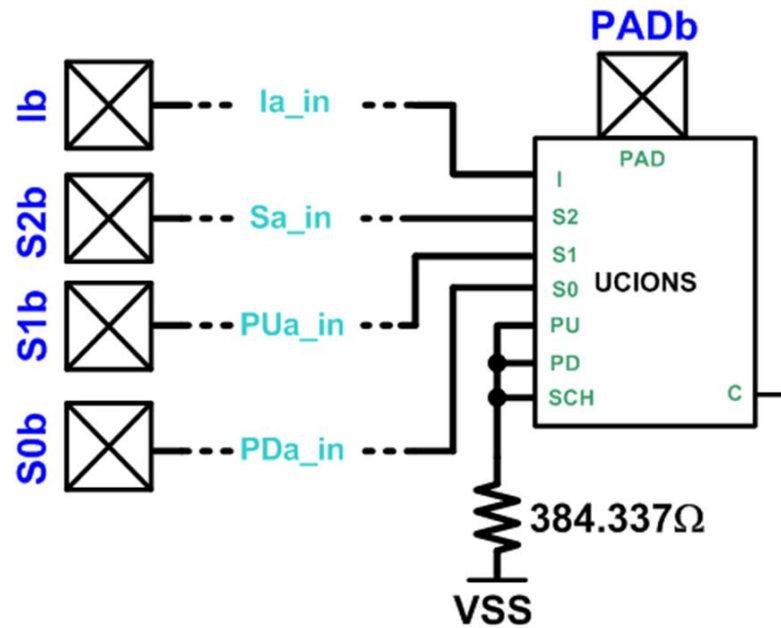 PADb
Ib
Ia_in
PAD
I
S2b
Sa_in
S2
S1
UCIONS
S0
S1b
PUa_in
PU
PD
SCH
C
S0b
PDa_in
384.337Ω
VSS